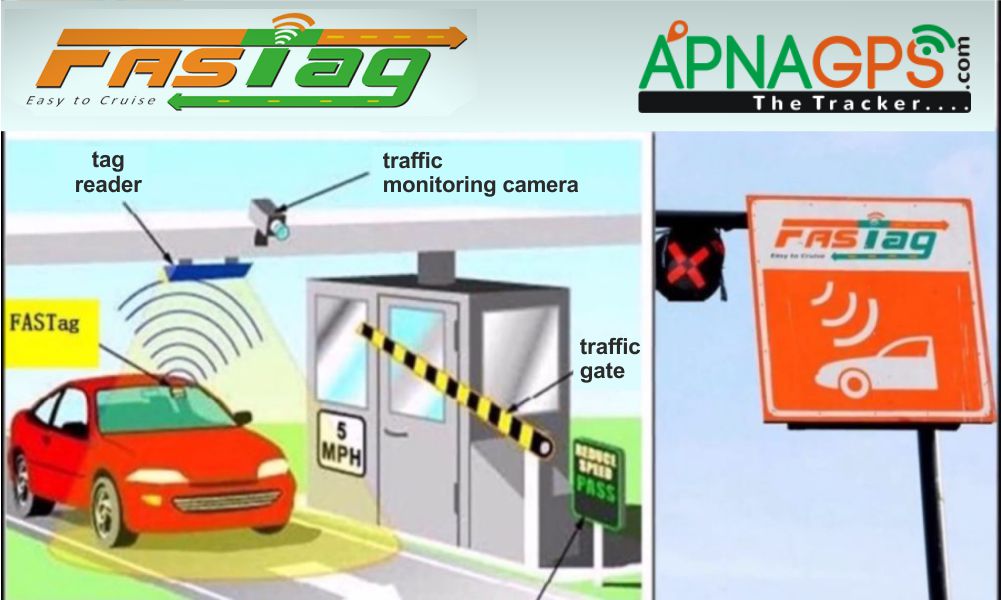 FASTag
Easy to Cruise
APNAGPS.com
The Tracker....
tag
reader
traffic
monitoring camera
FASTag
traffic
gate
5
MPH
REDUCE
SPEED
PASS
FASTag
Easy to Cruise